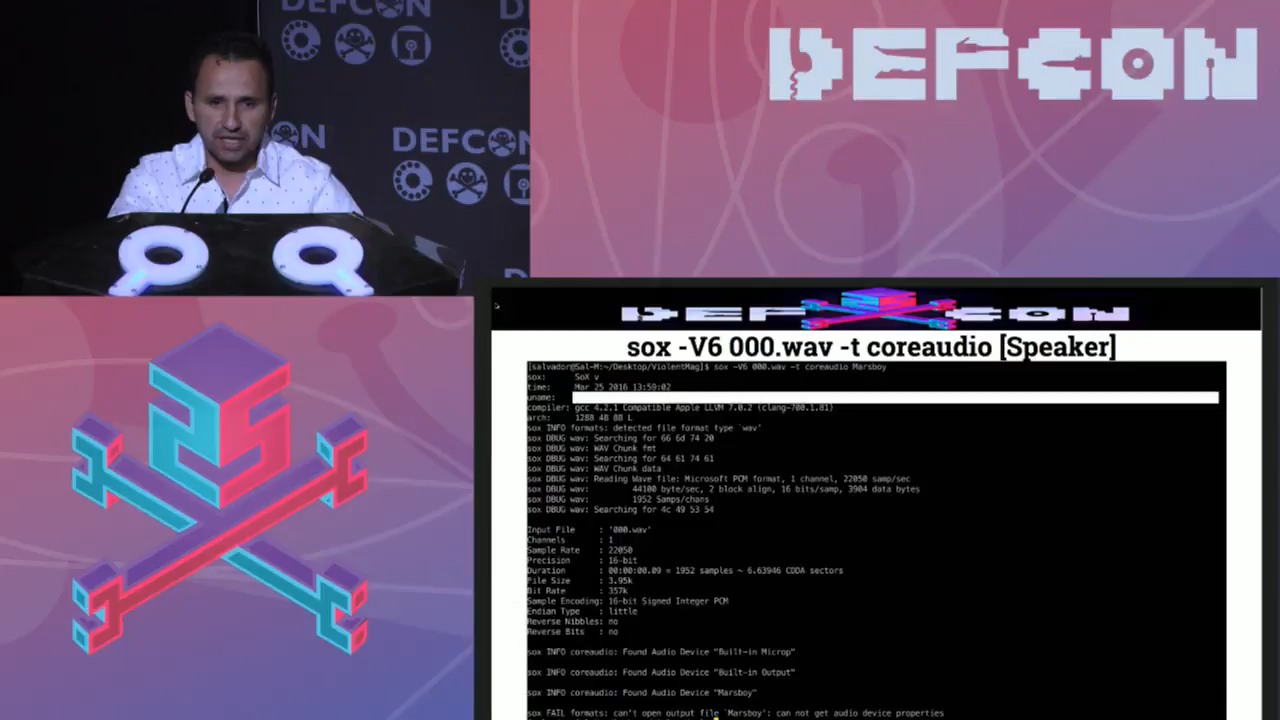 DEFCON
DEFCON
DEFCON
DEFCON
DEFCON
DEF CON
sox -V6 000.wav -t coreaudio [Speaker]
[salvador@Sal-M:~/Desktop/ViolentMag]$ sox -V6 000.wav -t coreaudio Marsboy
sox: SoX v
time: Mar 25 2016 13:59:02
uname:
compiler: gcc 4.2.1 Compatible Apple LLVM 7.0.2 (clang-700.1.81)
arch: 1288 48 88 L
sox INFO formats: detected file format type `wav'
sox DBUG wav: Searching for 66 6d 74 20
sox DBUG wav: WAV Chunk fmt
sox DBUG wav: Searching for 64 61 74 61
sox DBUG wav: WAV Chunk data
sox DBUG wav: Reading Wave file: Microsoft PCM format, 1 channel, 22050 samp/sec
sox DBUG wav: 44100 byte/sec, 2 block align, 16 bits/samp, 3904 data bytes
sox DBUG wav: 1952 Samps/chans
sox DBUG wav: Searching for 4c 49 53 54
Input File : '000.wav'
Channels : 1
Sample Rate : 22050
Precision : 16-bit
Duration : 00:00:00.09 = 1952 samples ~ 6.63946 CDDA sectors
File Size : 3.95k
Bit Rate : 357k
Sample Encoding: 16-bit Signed Integer PCM
Endian Type : little
Reverse Nibbles: no
Reverse Bits : no
sox INFO coreaudio: Found Audio Device "Built-in Microp"
sox INFO coreaudio: Found Audio Device "Built-in Output"
sox INFO coreaudio: Found Audio Device "Marsboy"
sox FAIL formats: can't open output file `Marsboy': can not get audio device properties